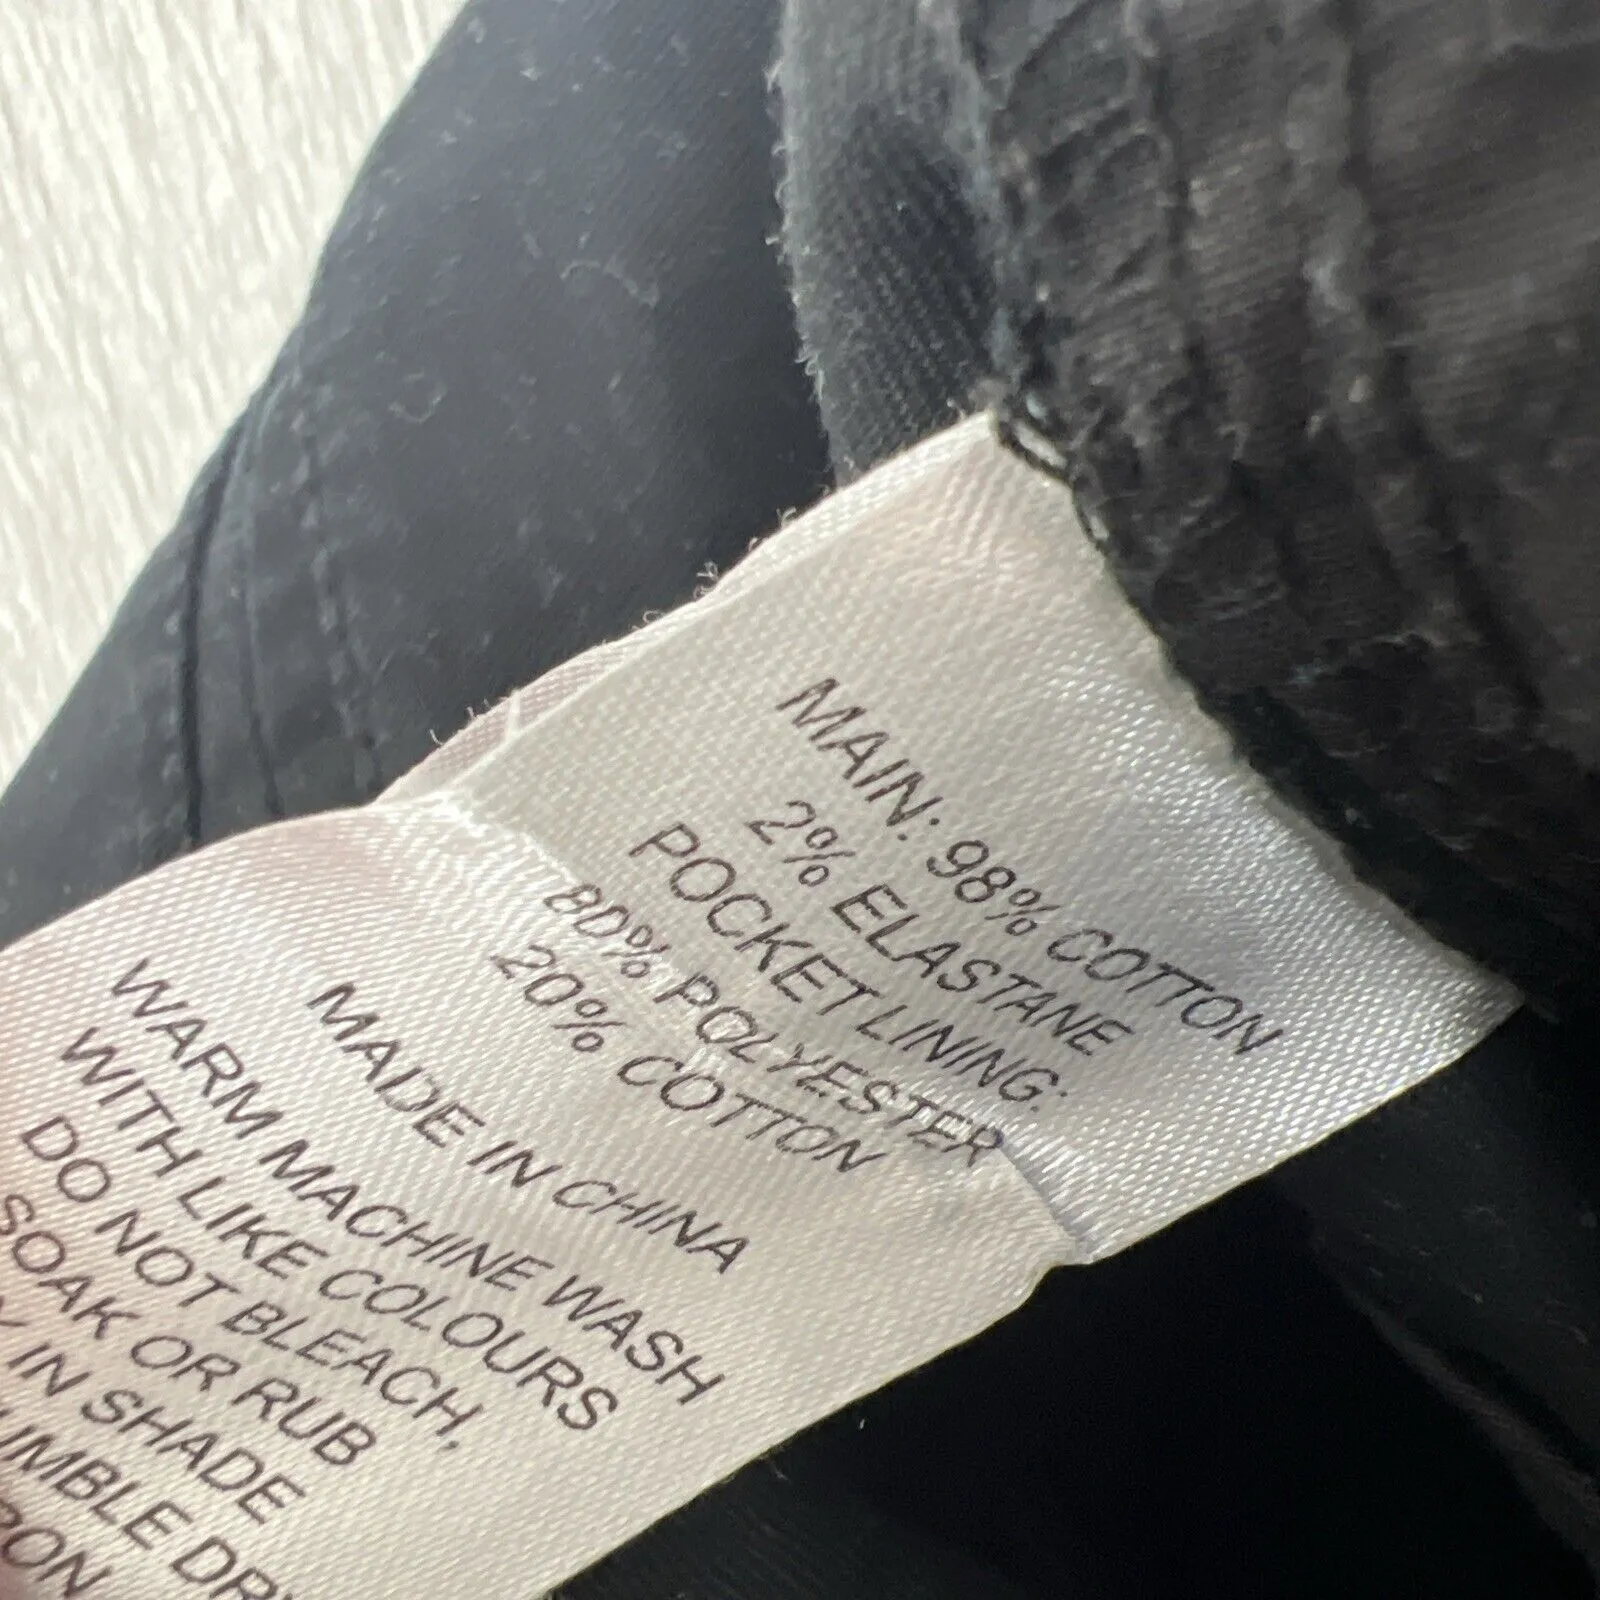 MAIN: 98% COTTON
2% ELASTANE
POCKET LINING:
80% POLYESTER
20% COTTON
MADE IN CHINA
WARM MACHINE WASH
WITH LIKE COLOURS
DO NOT BLEACH,
SOAK OR RUB
IN SHADE